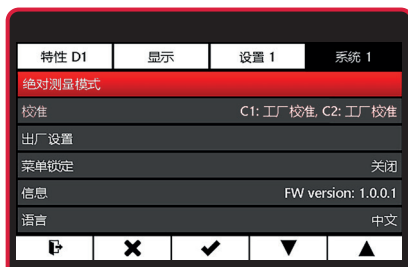 特性 D1 显示 设置 1 系统 1
绝对测量模式
校准 C1: 工厂校准, C2: 工厂校准
出厂设置
菜单锁定 关闭
信息 FW version: 1.0.0.1
语言 中文